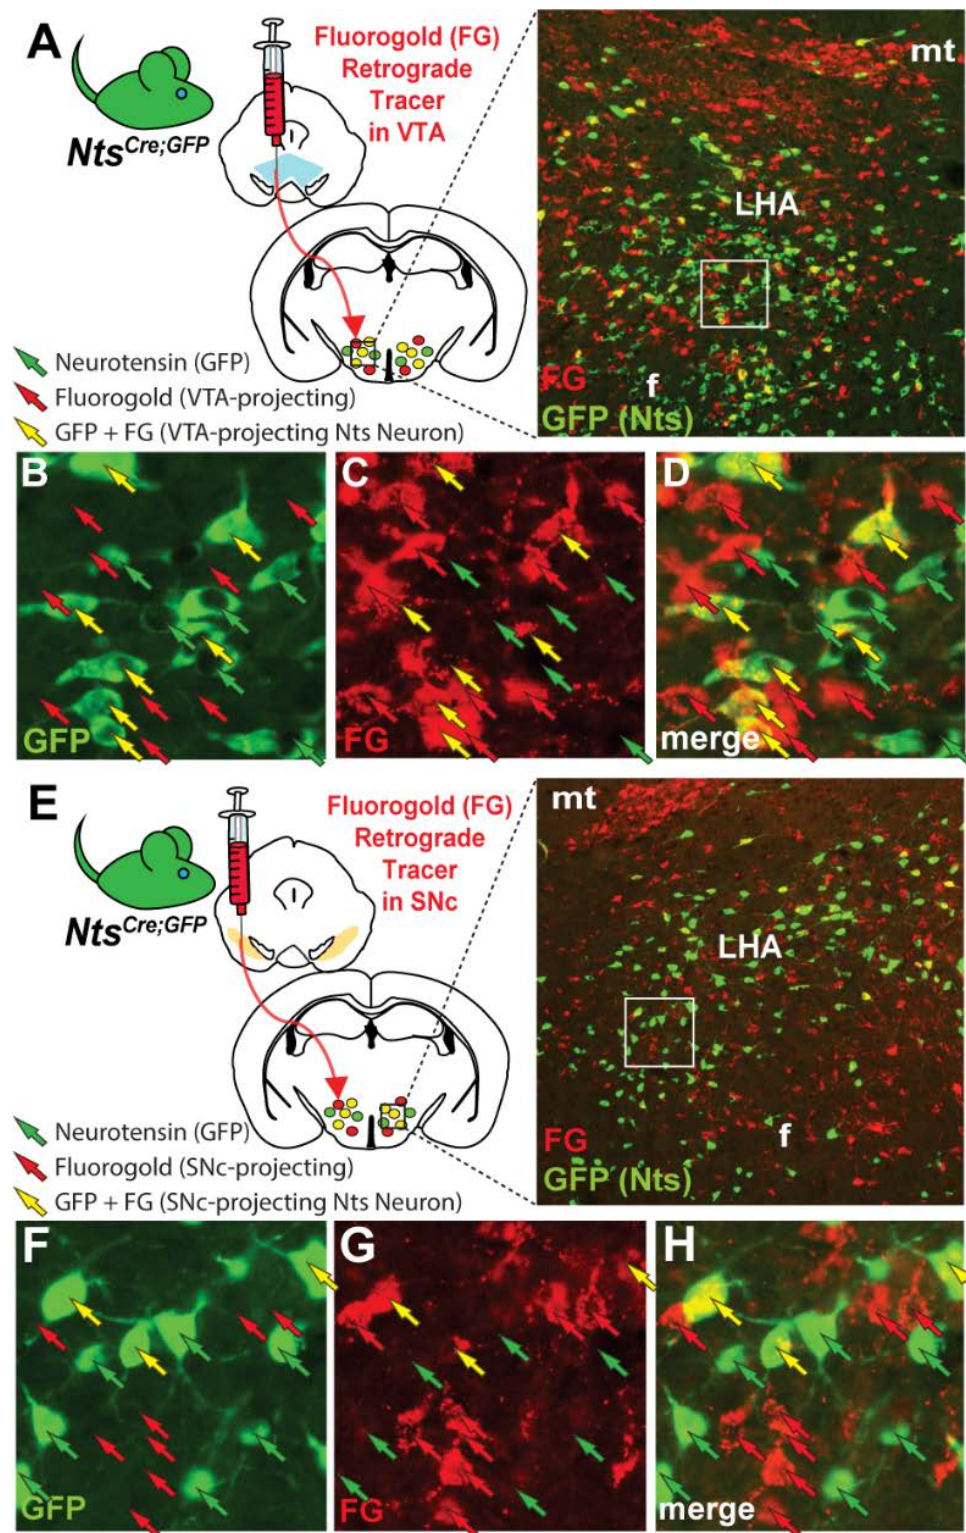 A
Fluorogold (FG)
Retrograde
Tracer
in VTA
Nts^Cre;GFP
mt
LHA
f
FG
GFP (Nts)
Neurotensin (GFP)
Fluorogold (VTA-projecting)
GFP + FG (VTA-projecting Nts Neuron)
B
GFP
C
FG
D
merge
E
Fluorogold (FG)
Retrograde
Tracer
in SNc
Nts^Cre;GFP
mt
LHA
f
FG
GFP (Nts)
Neurotensin (GFP)
Fluorogold (SNc-projecting)
GFP + FG (SNc-projecting Nts Neuron)
F
GFP
G
FG
H
merge